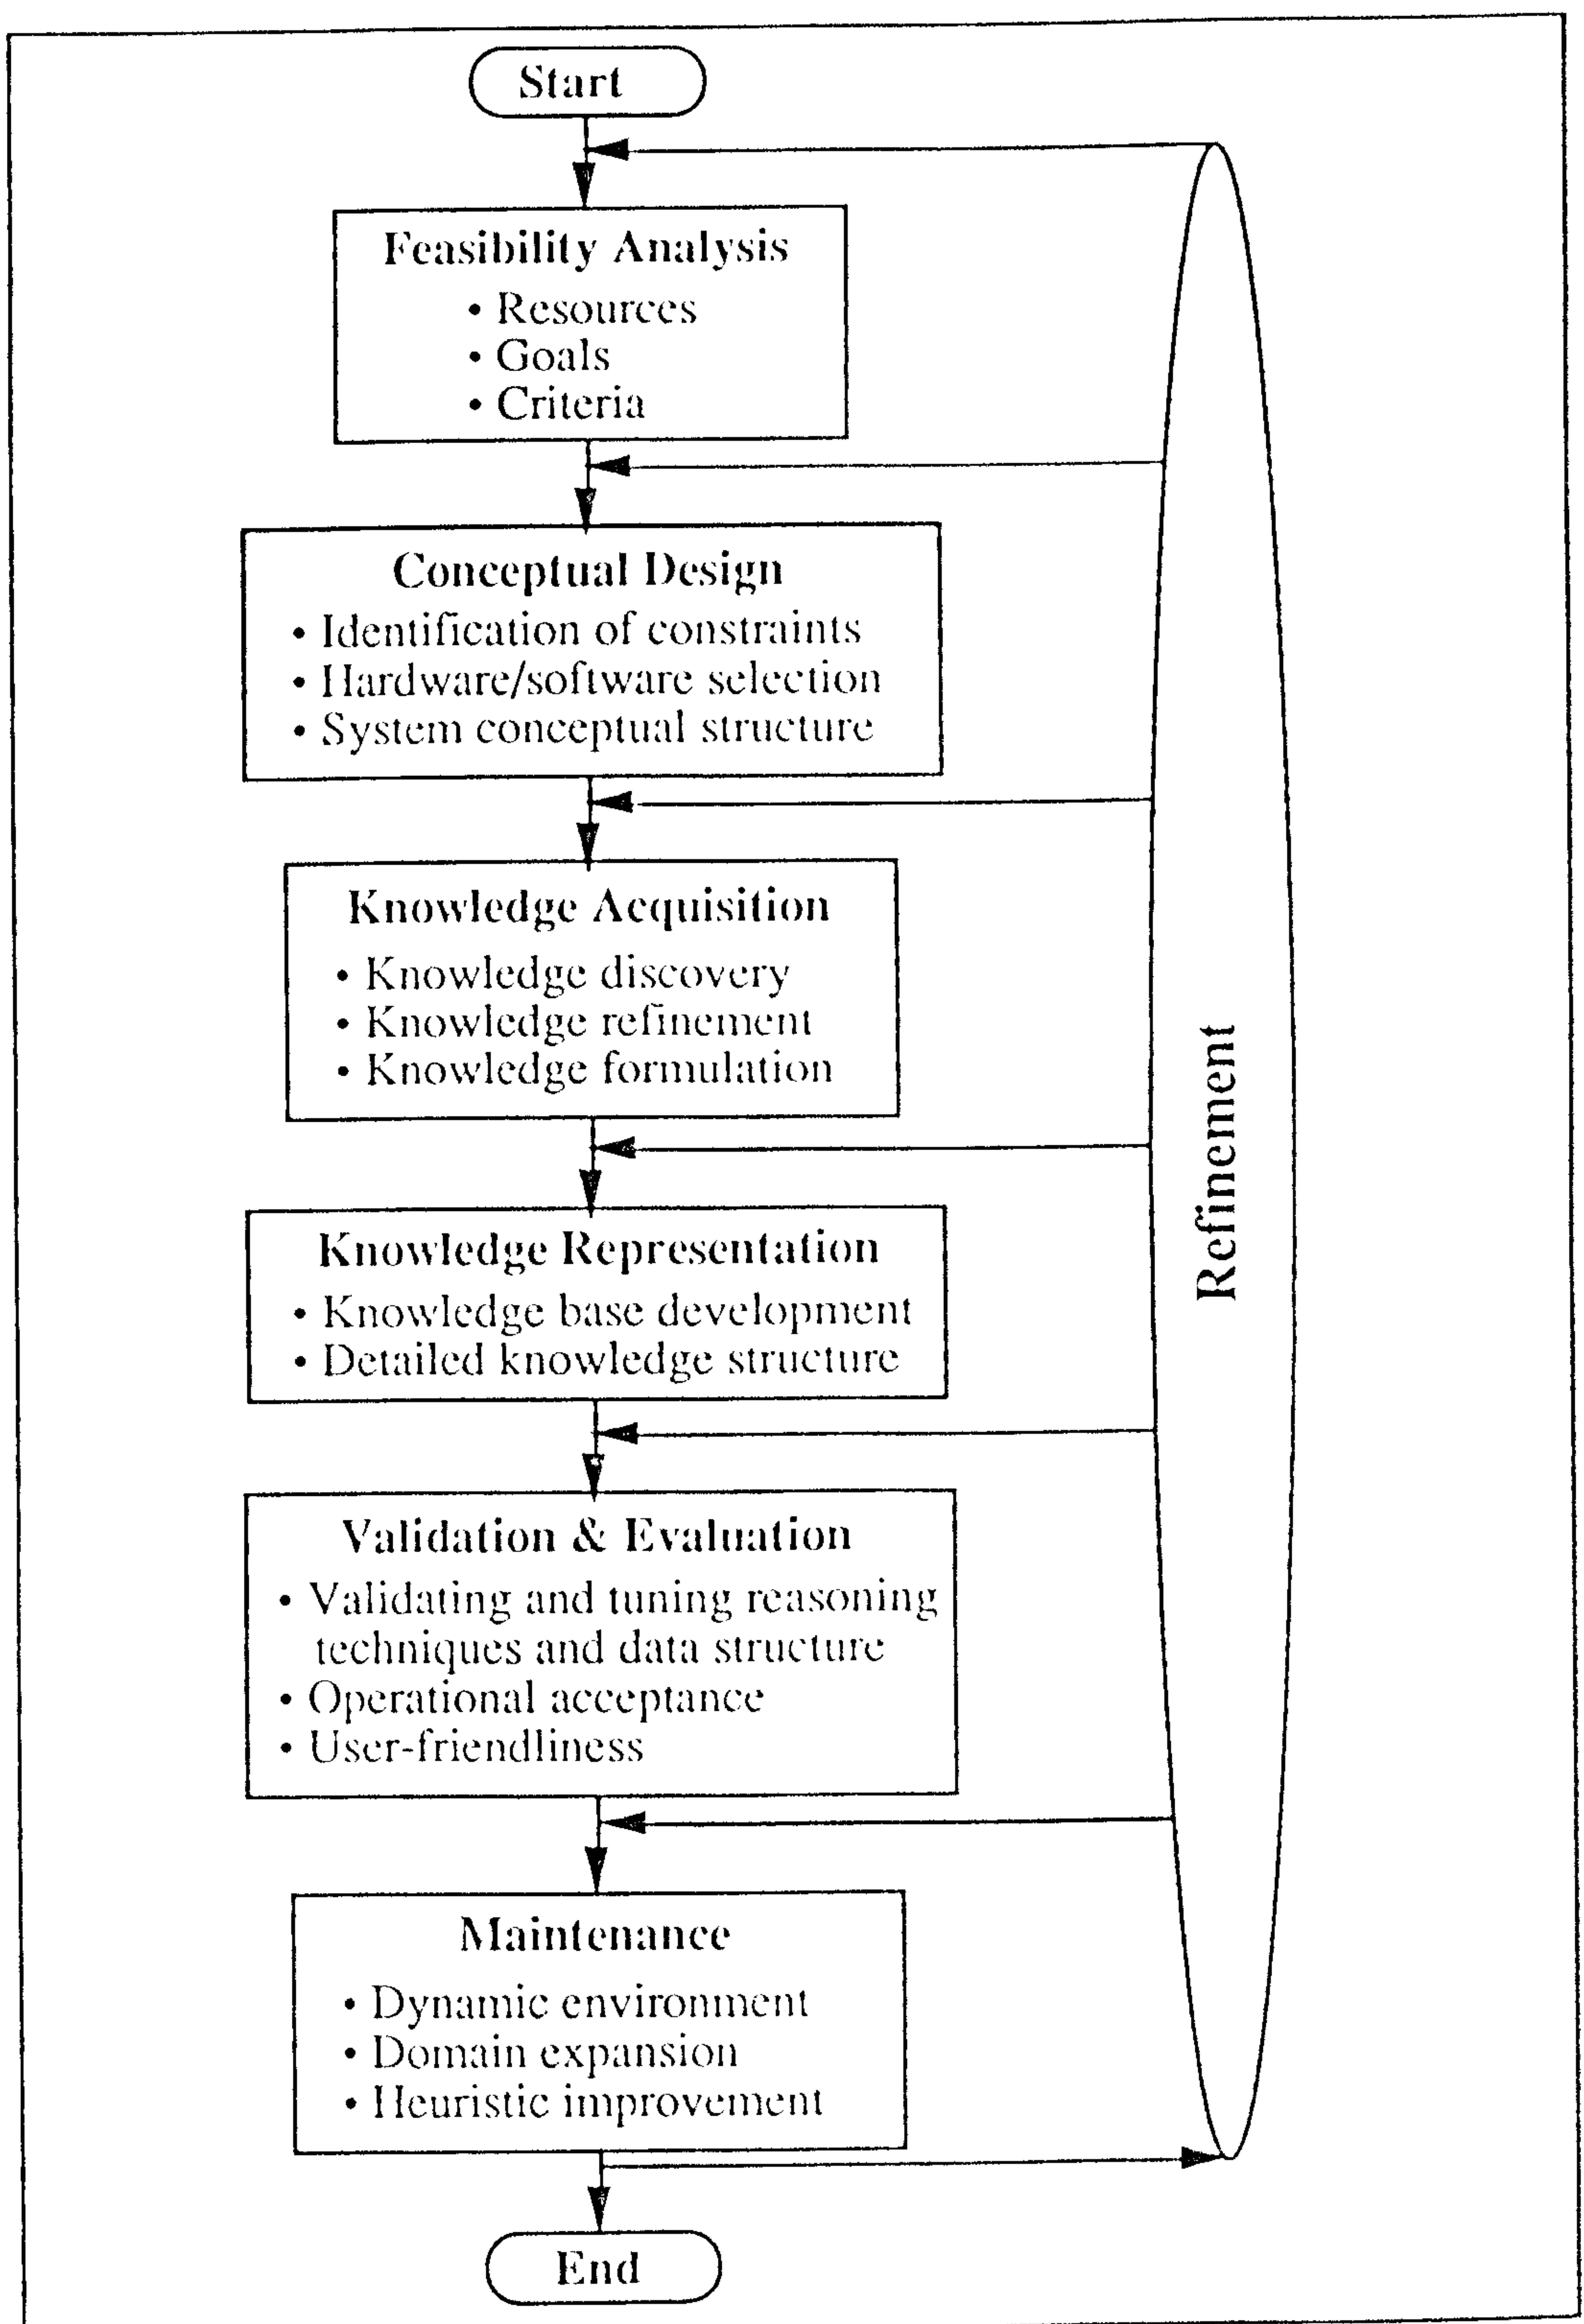 Start
Feasibility Analysis
• Resources
• Goals
• Criteria
Conceptual Design
• Identification of constraints
• Hardware/software selection
• System conceptual structure
Knowledge Acquisition
• Knowledge discovery
• Knowledge refinement
• Knowledge formulation
Knowledge Representation
• Knowledge base development
• Detailed knowledge structure
Validation & Evaluation
• Validating and tuning reasoning
techniques and data structure
• Operational acceptance
• User-friendliness
Maintenance
• Dynamic environment
• Domain expansion
• Heuristic improvement
End
Refinement